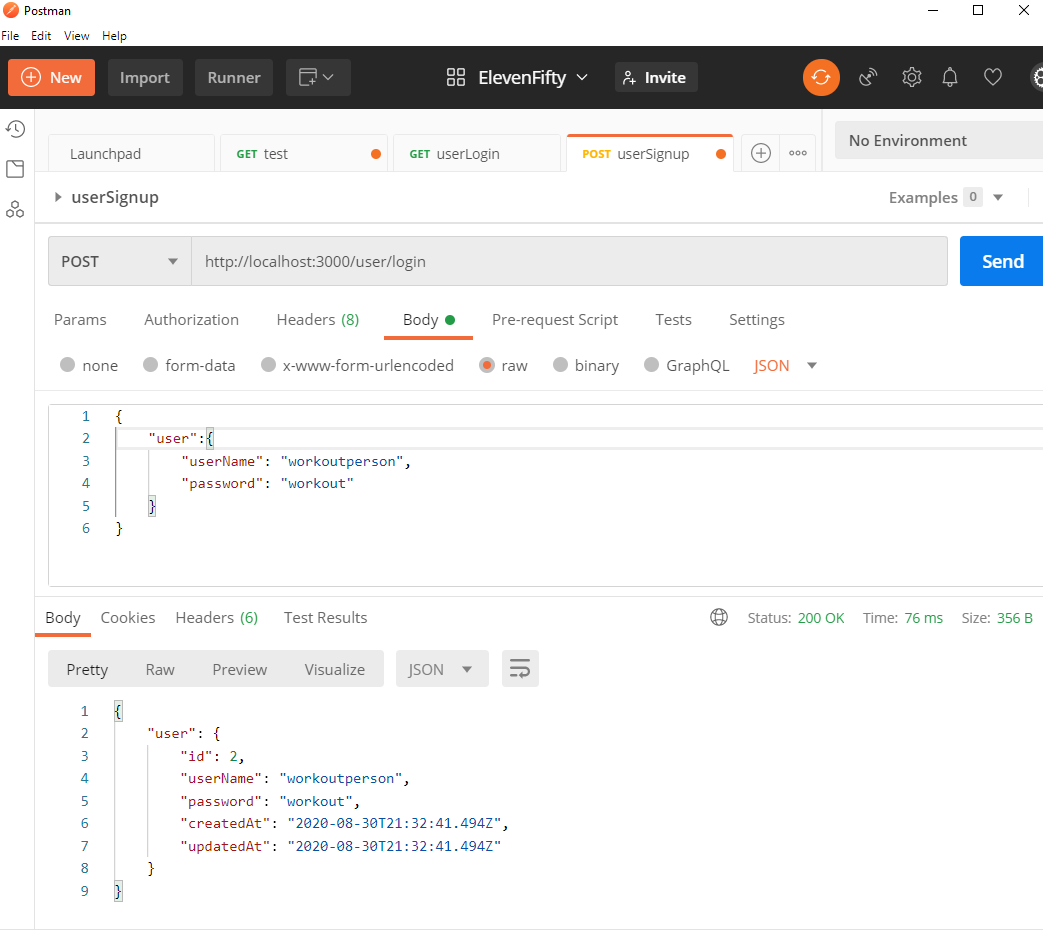 Postman
File Edit View Help
New Import Runner ElevenFifty Invite
Launchpad GET test GET userLogin POST userSignup No Environment
userSignup Examples 0
POST http://localhost:3000/user/login Send
Params Authorization Headers (8) Body Pre-request Script Tests Settings
none form-data x-www-form-urlencoded raw binary GraphQL JSON
1 {
2 "user":{
3 "userName": "workoutperson",
4 "password": "workout"
5 }
6 }
Body Cookies Headers (6) Test Results Status: 200 OK Time: 76 ms Size: 356 B
Pretty Raw Preview Visualize JSON
1 {
2 "user": {
3 "id": 2,
4 "userName": "workoutperson",
5 "password": "workout",
6 "createdAt": "2020-08-30T21:32:41.494Z",
7 "updatedAt": "2020-08-30T21:32:41.494Z"
8 }
9 }